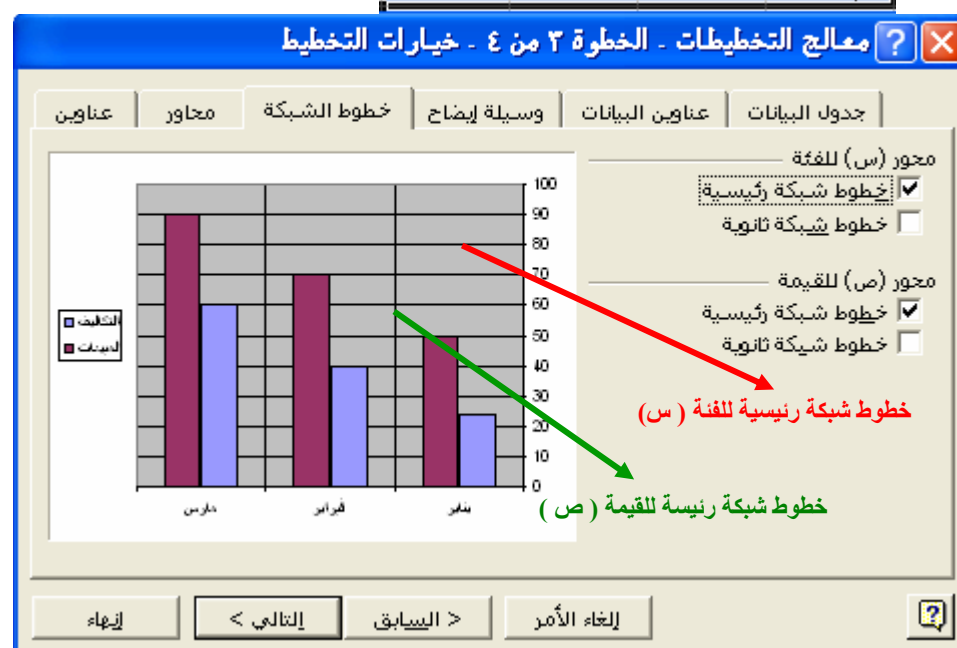 معالج التخطيطات - الخطوة ٣ من ٤ - خيارات التخطيط
عناوين
محاور
خطوط الشبكة
وسيلة إيضاح
عناوين البيانات
جدول البيانات
محور (س) للفئة
خطوط شبكة رئيسية
خطوط شبكة ثانوية
محور (ص) للقيمة
خطوط شبكة رئيسية
خطوط شبكة ثانوية
100
90
80
70
60
50
40
30
20
10
0
يناير
فبراير
مارس
التكاليف
المبيعات
خطوط شبكة رئيسية للفئة ( س)
خطوط شبكة رئيسة للقيمة ( ص )
إلغاء الأمر
< السابق
التالي >
إنهاء